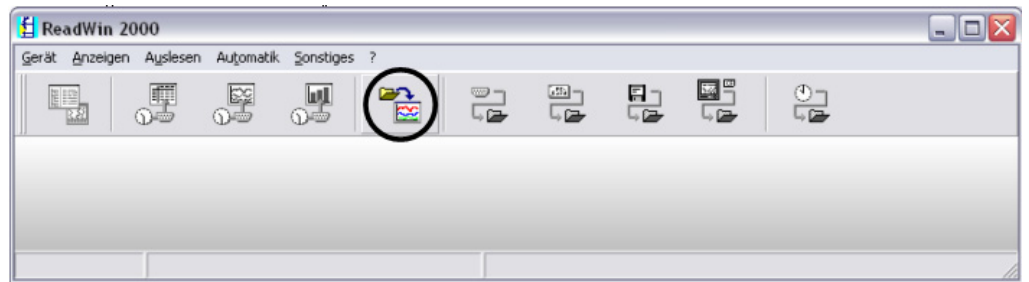 ReadWin 2000
Gerät Anzeigen Auslesen Automatik Sonstiges ?